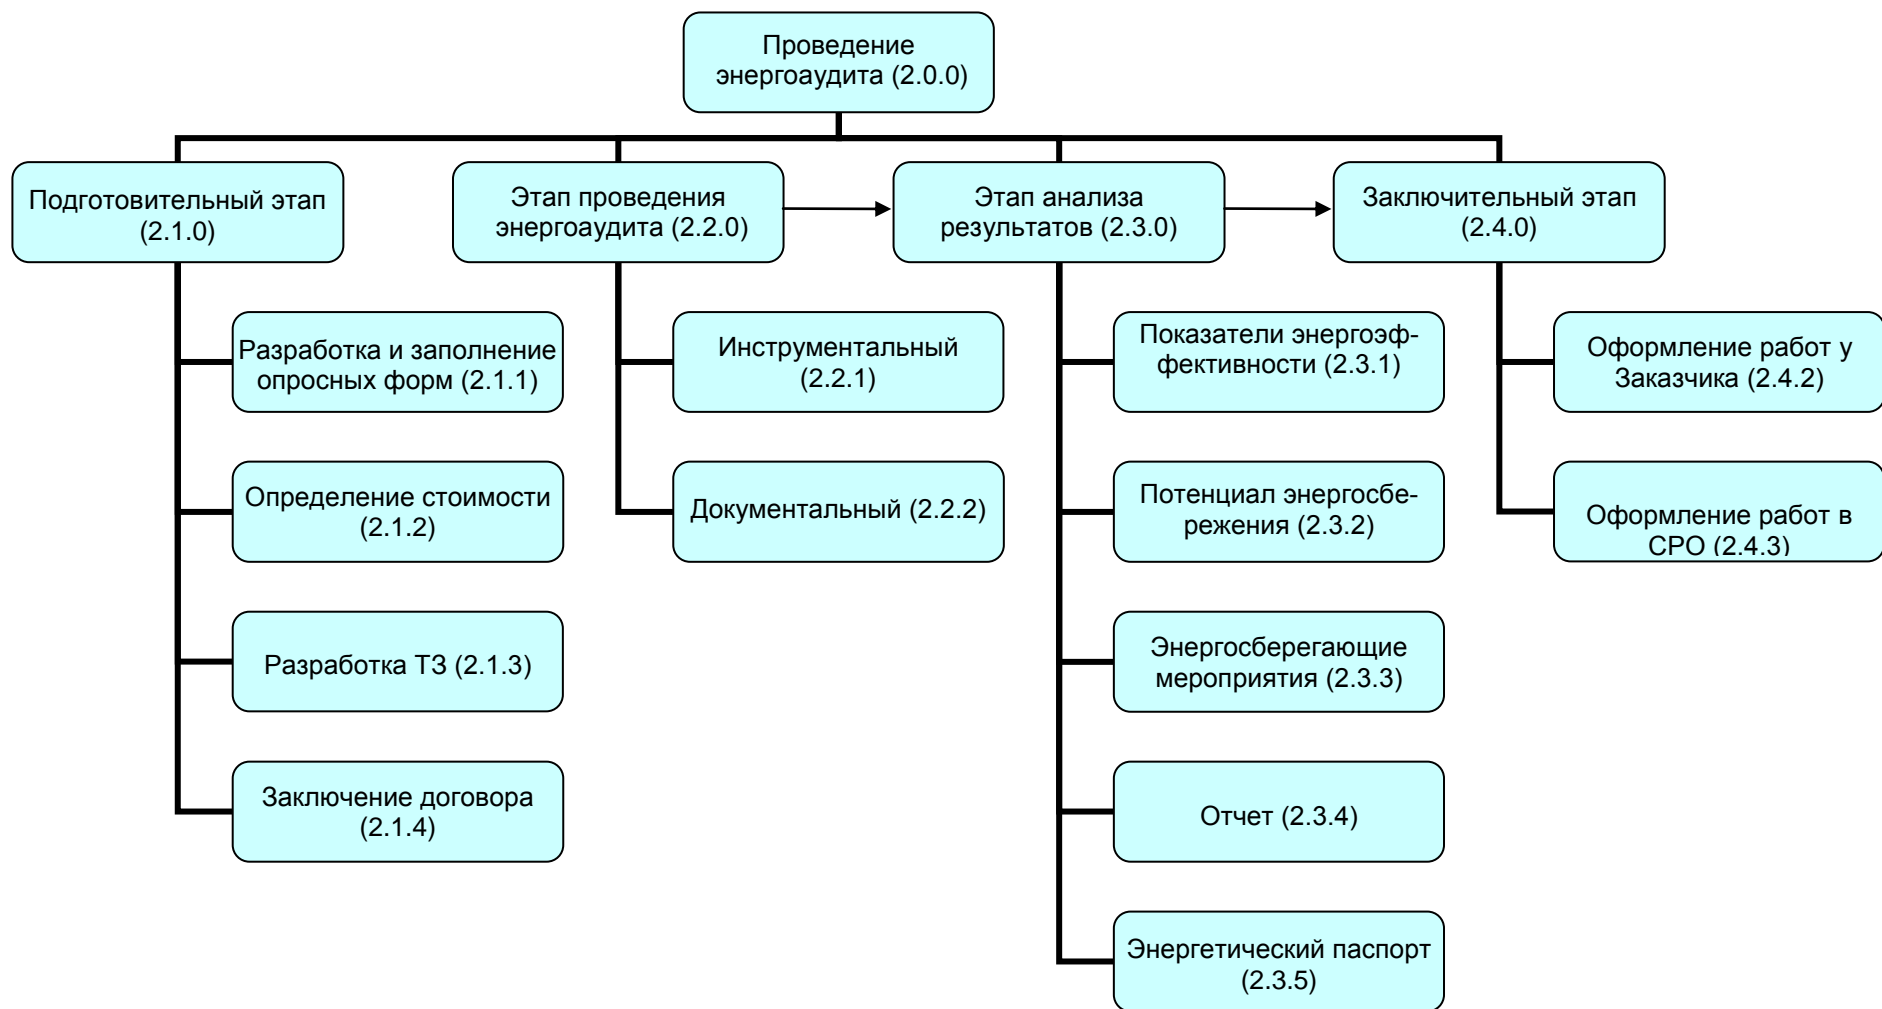 Проведение
энергоаудита (2.0.0)
Подготовительный этап
(2.1.0)
Этап проведения
энергоаудита (2.2.0)
Этап анализа
результатов (2.3.0)
Заключительный этап
(2.4.0)
Разработка и заполнение
опросных форм (2.1.1)
Определение стоимости
(2.1.2)
Разработка ТЗ (2.1.3)
Заключение договора
(2.1.4)
Инструментальный
(2.2.1)
Документальный (2.2.2)
Показатели энергоэф-
фективности (2.3.1)
Потенциал энергосбе-
режения (2.3.2)
Энергосберегающие
мероприятия (2.3.3)
Отчет (2.3.4)
Энергетический паспорт
(2.3.5)
Оформление работ у
Заказчика (2.4.2)
Оформление работ в
СРО (2.4.3)